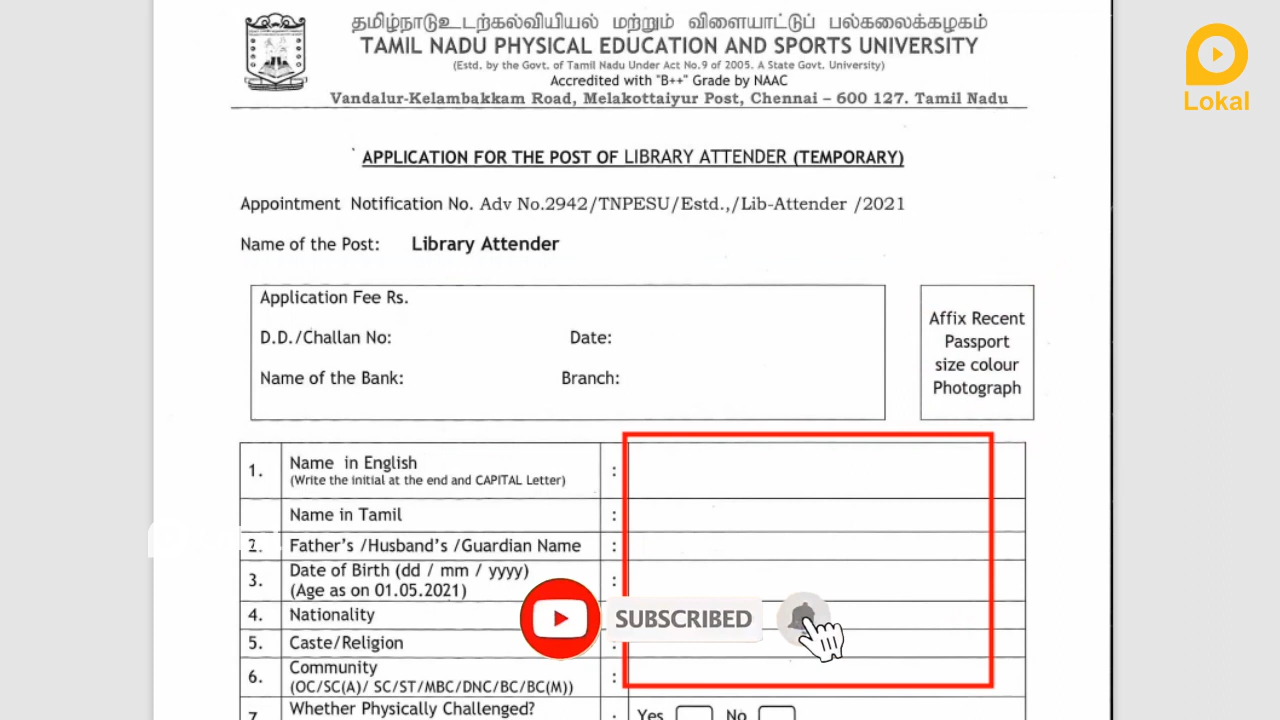 தமிழ்நாடுஉடற்கல்வியியல் மற்றும் விளையாட்டுப் பல்கலைக்கழகம்
TAMIL NADU PHYSICAL EDUCATION AND SPORTS UNIVERSITY
(Estd. by the Govt. of Tamil Nadu Under Act No.9 of 2005. A State Govt. University)
Accredited with "B++" Grade by NAAC
Vandalur-Kelambakkam Road, Melakottaiyur Post, Chennai – 600 127. Tamil Nadu
Lokal
APPLICATION FOR THE POST OF LIBRARY ATTENDER (TEMPORARY)
Appointment Notification No. Adv No.2942/TNPESU/Estd.,/Lib-Attender /2021
Name of the Post: Library Attender
Application Fee Rs.
D.D./Challan No: Date:
Name of the Bank: Branch:
Affix Recent
Passport
size colour
Photograph
1. Name in English :
(Write the initial at the end and CAPITAL Letter)
Name in Tamil :
2. Father's /Husband's /Guardian Name :
3. Date of Birth (dd / mm / yyyy) :
(Age as on 01.05.2021)
4. Nationality
SUBSCRIBED
5. Caste/Religion :
6. Community :
(OC/SC(A)/ SC/ST/MBC/DNC/BC/BC(M))
7. Whether Physically Challenged? : Yes No